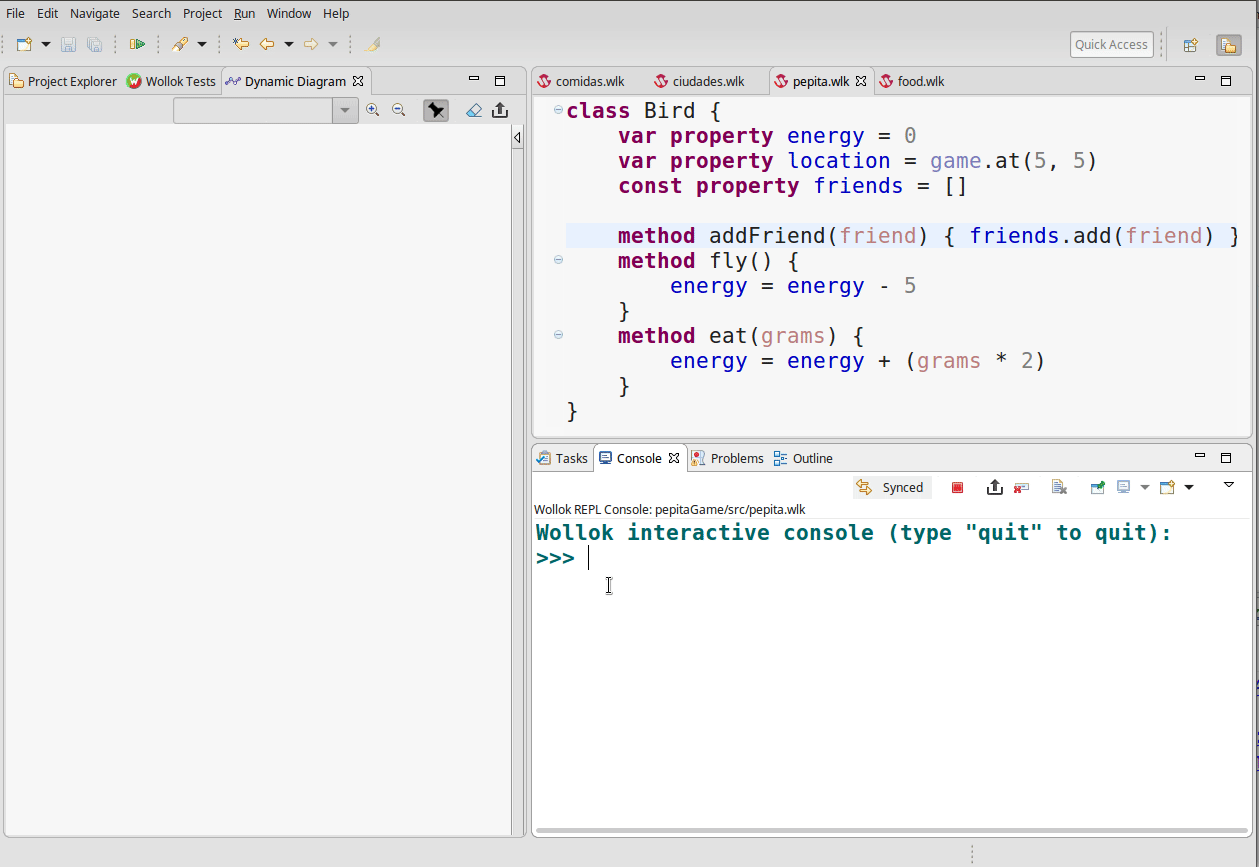 File Edit Navigate Search Project Run Window Help
Quick Access
Project Explorer Wollok Tests Dynamic Diagram
comidas.wlk ciudades.wlk pepita.wlk food.wlk
class Bird {
var property energy = 0
var property location = game.at(5, 5)
const property friends = []
method addFriend(friend) { friends.add(friend) }
method fly() {
energy = energy - 5
}
method eat(grams) {
energy = energy + (grams * 2)
}
}
Tasks Console Problems Outline
Synced
Wollok REPL Console: pepitaGame/src/pepita.wlk
Wollok interactive console (type "quit" to quit):
>>>